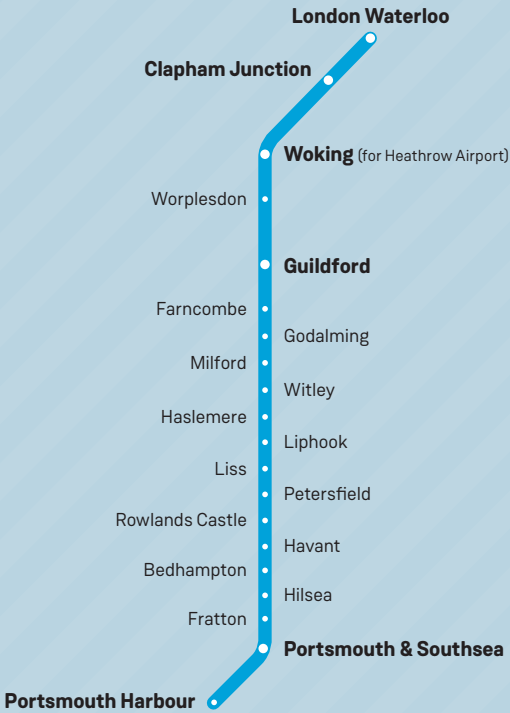 London Waterloo
Clapham Junction
Woking (for Heathrow Airport)
Worplesdon
Guildford
Farncombe
Godalming
Milford
Witley
Haslemere
Liphook
Liss
Petersfield
Rowlands Castle
Havant
Bedhampton
Hilsea
Fratton
Portsmouth & Southsea
Portsmouth Harbour